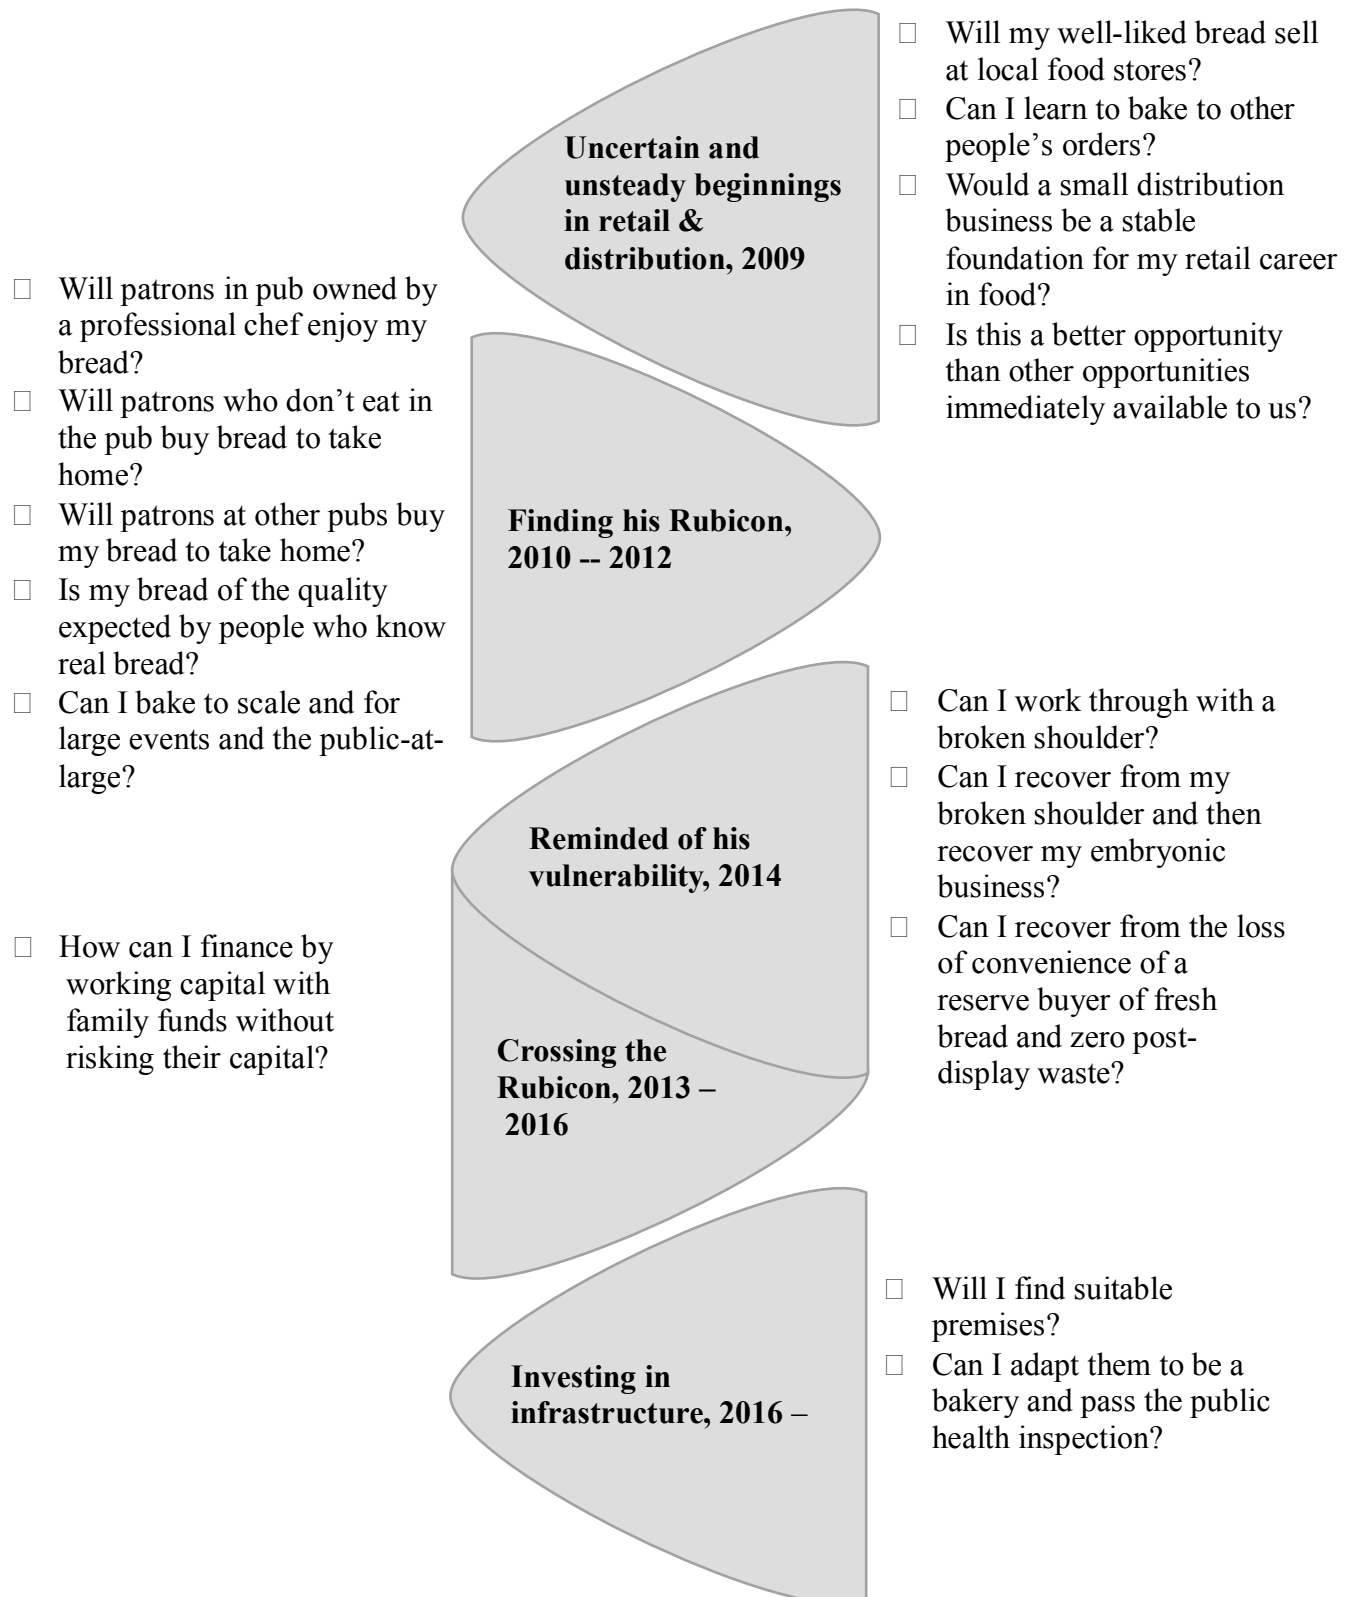 ☐ Will my well-liked bread sell
at local food stores?
☐ Can I learn to bake to other
people’s orders?
☐ Would a small distribution
business be a stable
foundation for my retail career
in food?
☐ Is this a better opportunity
than other opportunities
immediately available to us?
Uncertain and
unsteady beginnings
in retail &
distribution, 2009
☐ Will patrons in pub owned by
a professional chef enjoy my
bread?
☐ Will patrons who don’t eat in
the pub buy bread to take
home?
☐ Will patrons at other pubs buy
my bread to take home?
☐ Is my bread of the quality
expected by people who know
real bread?
☐ Can I bake to scale and for
large events and the public-at-
large?
Finding his Rubicon,
2010 -- 2012
☐ Can I work through with a
broken shoulder?
☐ Can I recover from my
broken shoulder and then
recover my embryonic
business?
☐ Can I recover from the loss
of convenience of a
reserve buyer of fresh
bread and zero post-
display waste?
Reminded of his
vulnerability, 2014
☐ How can I finance by
working capital with
family funds without
risking their capital?
Crossing the
Rubicon, 2013 –
2016
☐ Will I find suitable
premises?
☐ Can I adapt them to be a
bakery and pass the public
health inspection?
Investing in
infrastructure, 2016 –